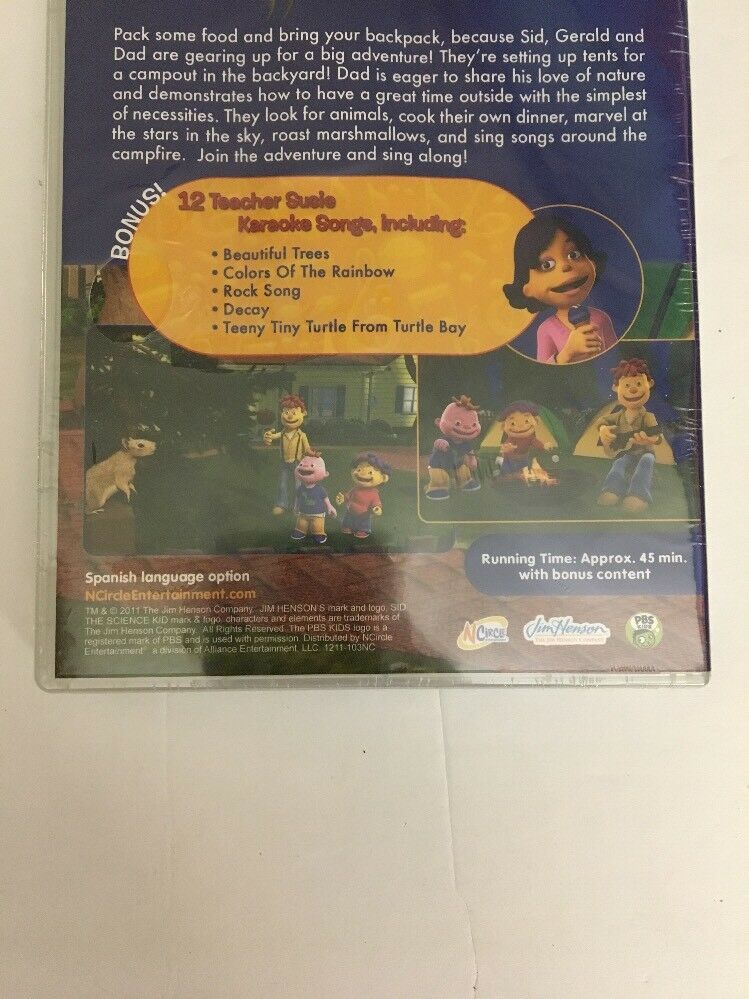 Pack some food and bring your backpack, because Sid, Gerald and
Dad are gearing up for a big adventure! They're setting up tents for
a campout in the backyard! Dad is eager to share his love of nature
and demonstrates how to have a great time outside with the simplest
of necessities. They look for animals, cook their own dinner, marvel at
the stars in the sky, roast marshmallows, and sing songs around the
campfire. Join the adventure and sing along!
BONUS!
12 Teacher Susie
Karaoke Songs, including:
• Beautiful Trees
• Colors Of The Rainbow
• Rock Song
• Decay
• Teeny Tiny Turtle From Turtle Bay
Running Time: Approx. 45 min.
with bonus content
Spanish language option
NCircleEntertainment.com
TM & © 2011 The Jim Henson Company. JIM HENSON'S mark and logo, SID
THE SCIENCE KID mark & logo, characters and elements are trademarks of
The Jim Henson Company. All Rights Reserved. The PBS KIDS logo is a
registered mark of PBS and is used with permission. Distributed by NCircle
Entertainment a division of Alliance Entertainment, LLC. 1211-103NC
NCIRCLE
Jim Henson
THE JIM HENSON COMPANY
PBS
KIDS